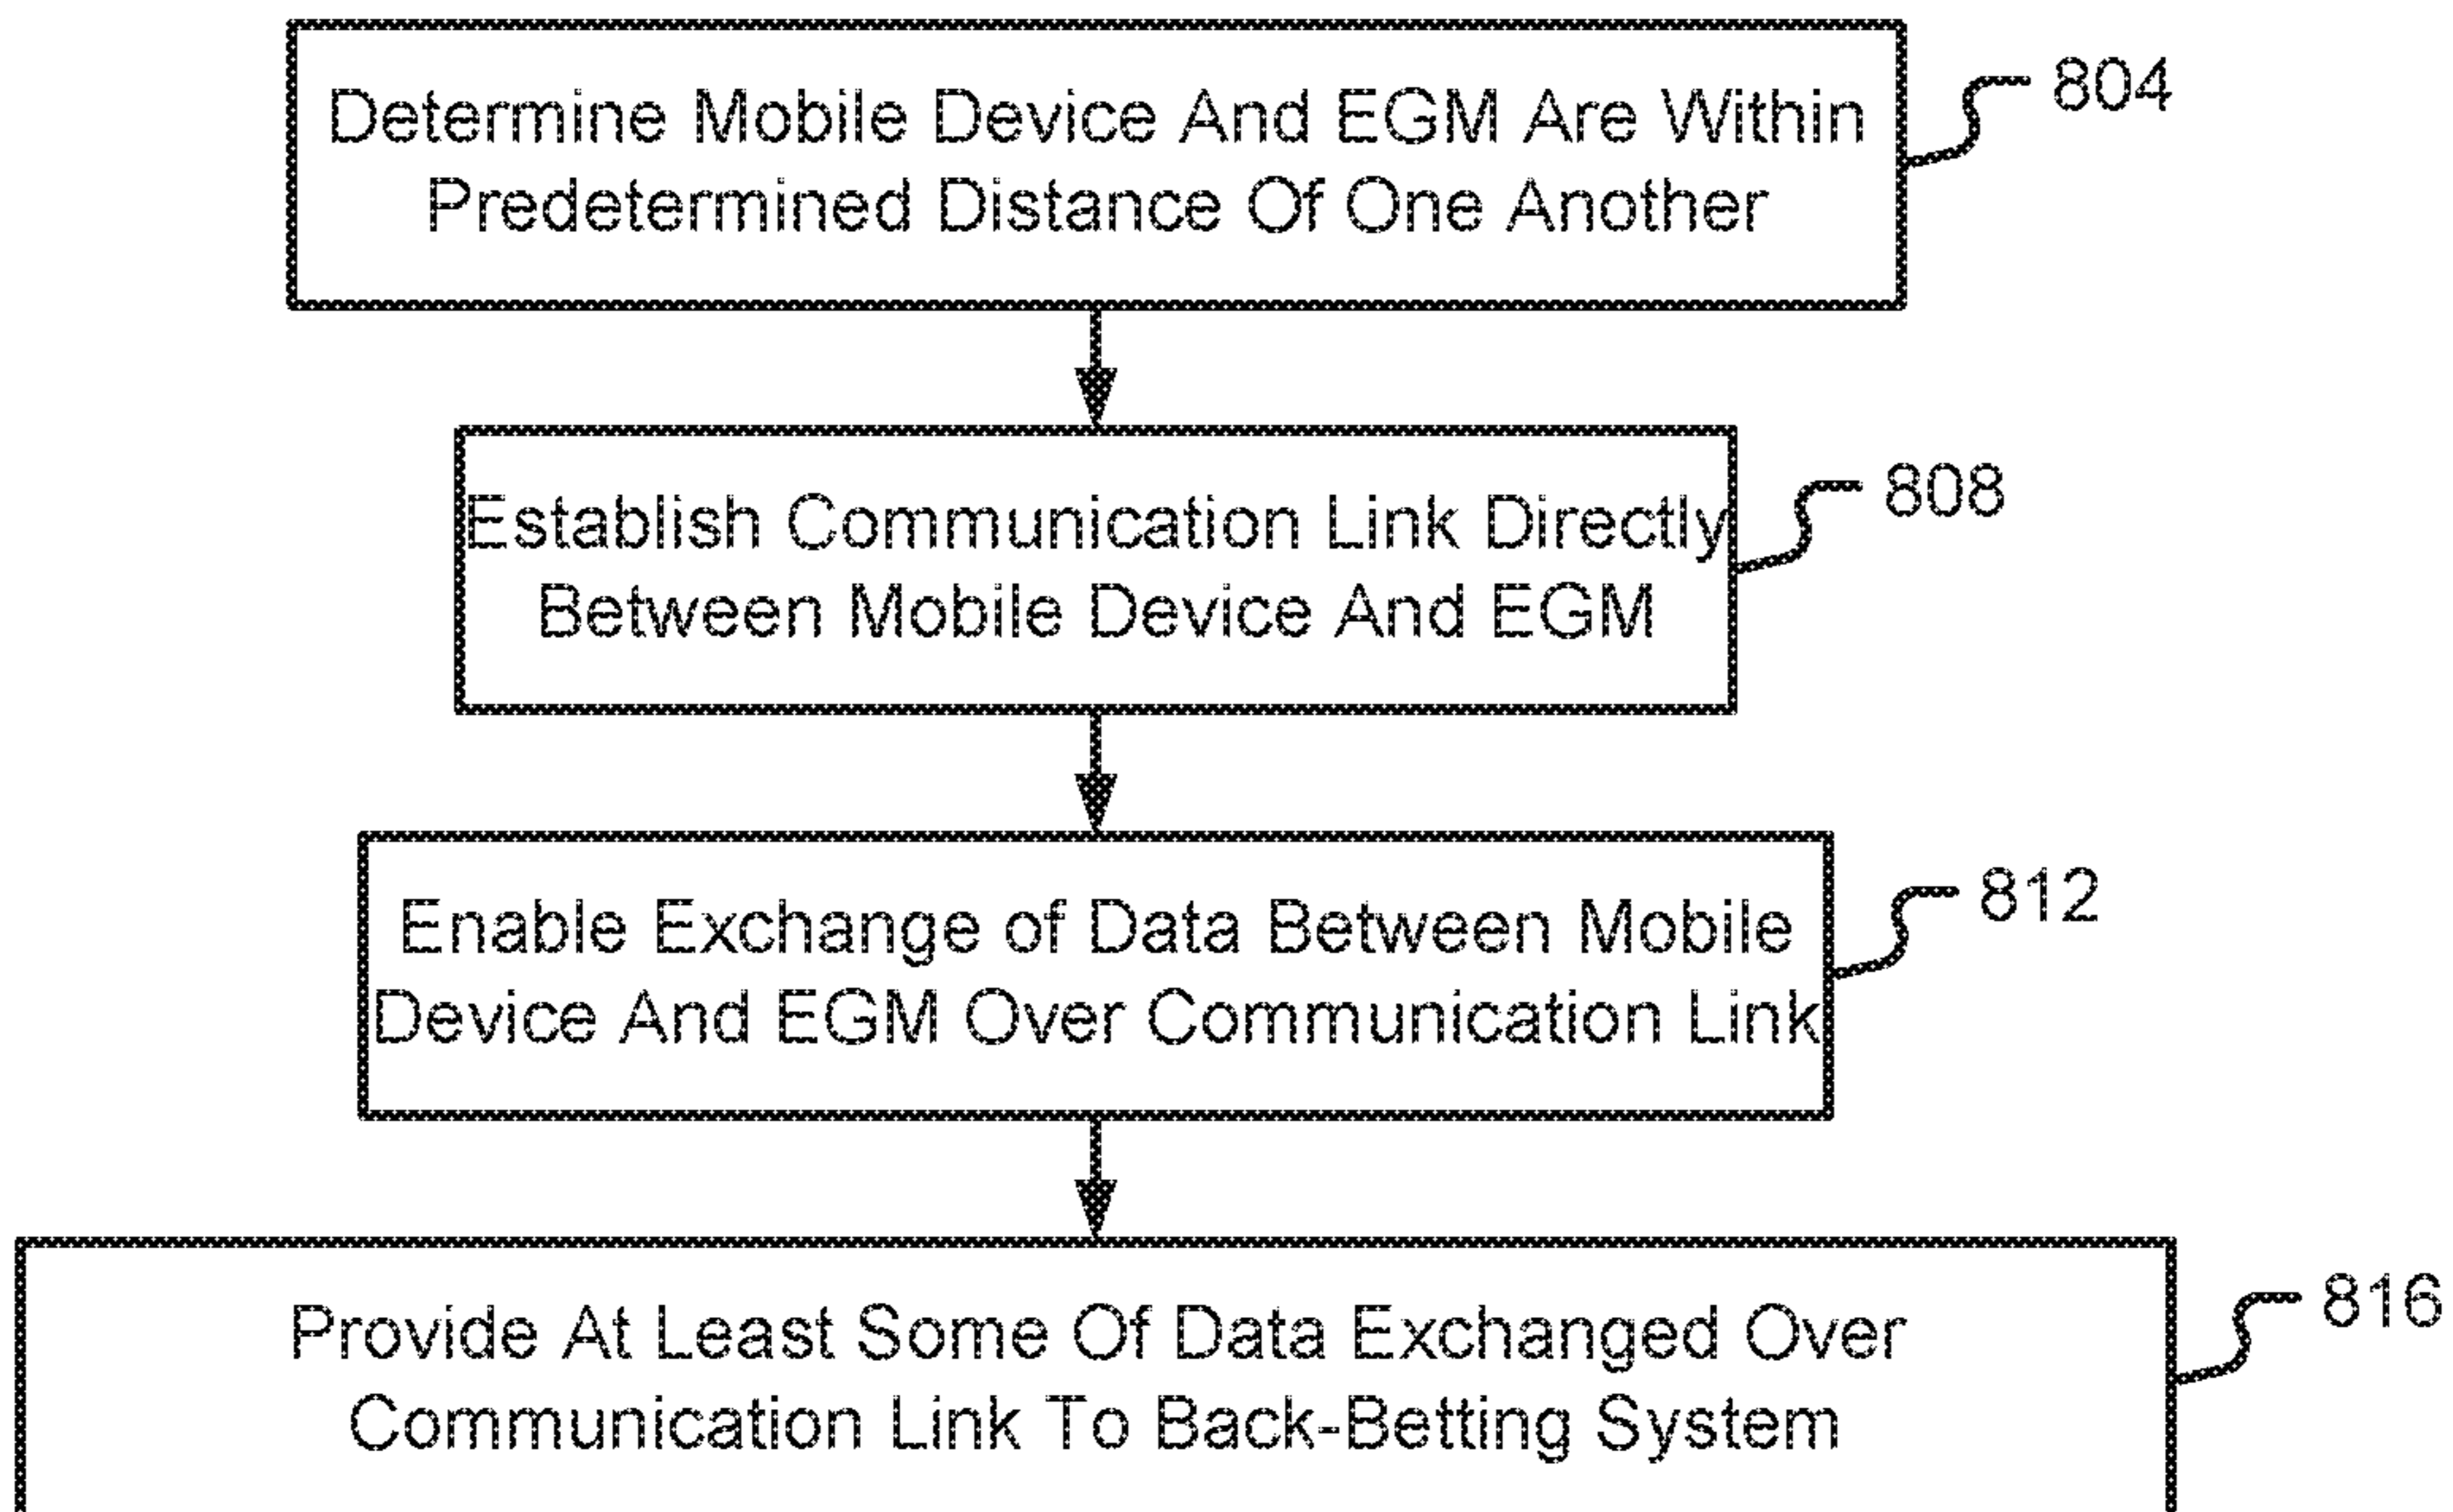 Determine Mobile Device And EGM Are Within
Predetermined Distance Of One Another
804
Establish Communication Link Directly
Between Mobile Device And EGM
808
Enable Exchange of Data Between Mobile
Device And EGM Over Communication Link
812
Provide At Least Some Of Data Exchanged Over
Communication Link To Back-Betting System
816